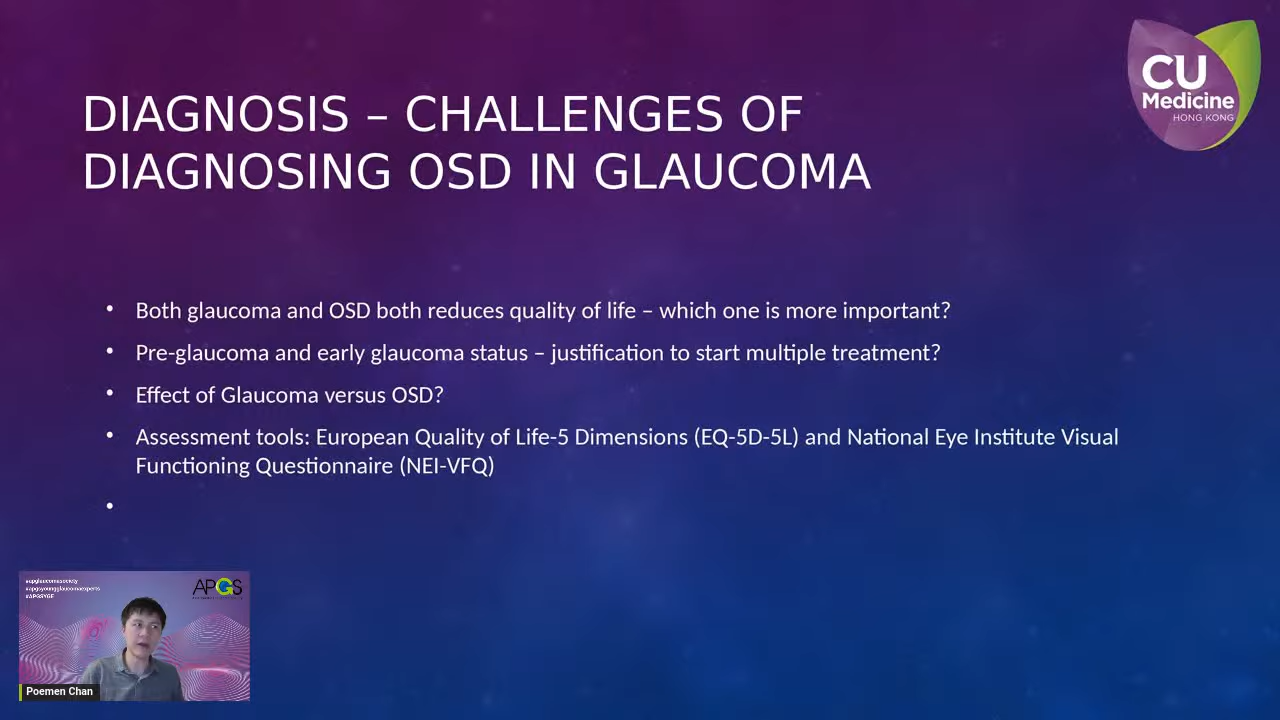 CU
Medicine
HONG KONG
DIAGNOSIS – CHALLENGES OF
DIAGNOSING OSD IN GLAUCOMA
• Both glaucoma and OSD both reduces quality of life – which one is more important?
• Pre-glaucoma and early glaucoma status – justification to start multiple treatment?
• Effect of Glaucoma versus OSD?
• Assessment tools: European Quality of Life-5 Dimensions (EQ-5D-5L) and National Eye Institute Visual
Functioning Questionnaire (NEI-VFQ)
•
#apglaucomasociety
#apgsyoungglaucomaexperts
#APGSYGE
APGS
Poemen Chan